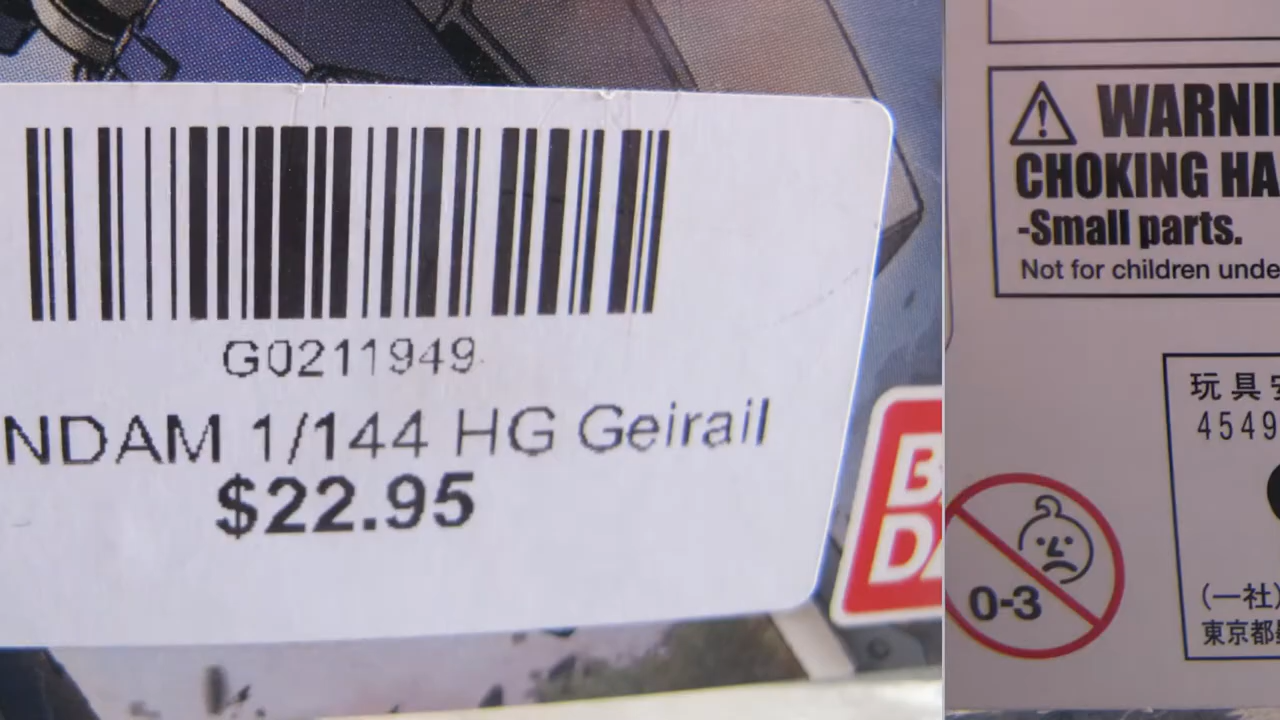 G0211949
NDAM 1/144 HG Geirail
$22.95
WARNI
CHOKING HA
-Small parts.
Not for children unde
玩具
4549
0-3
(一社)
東京都